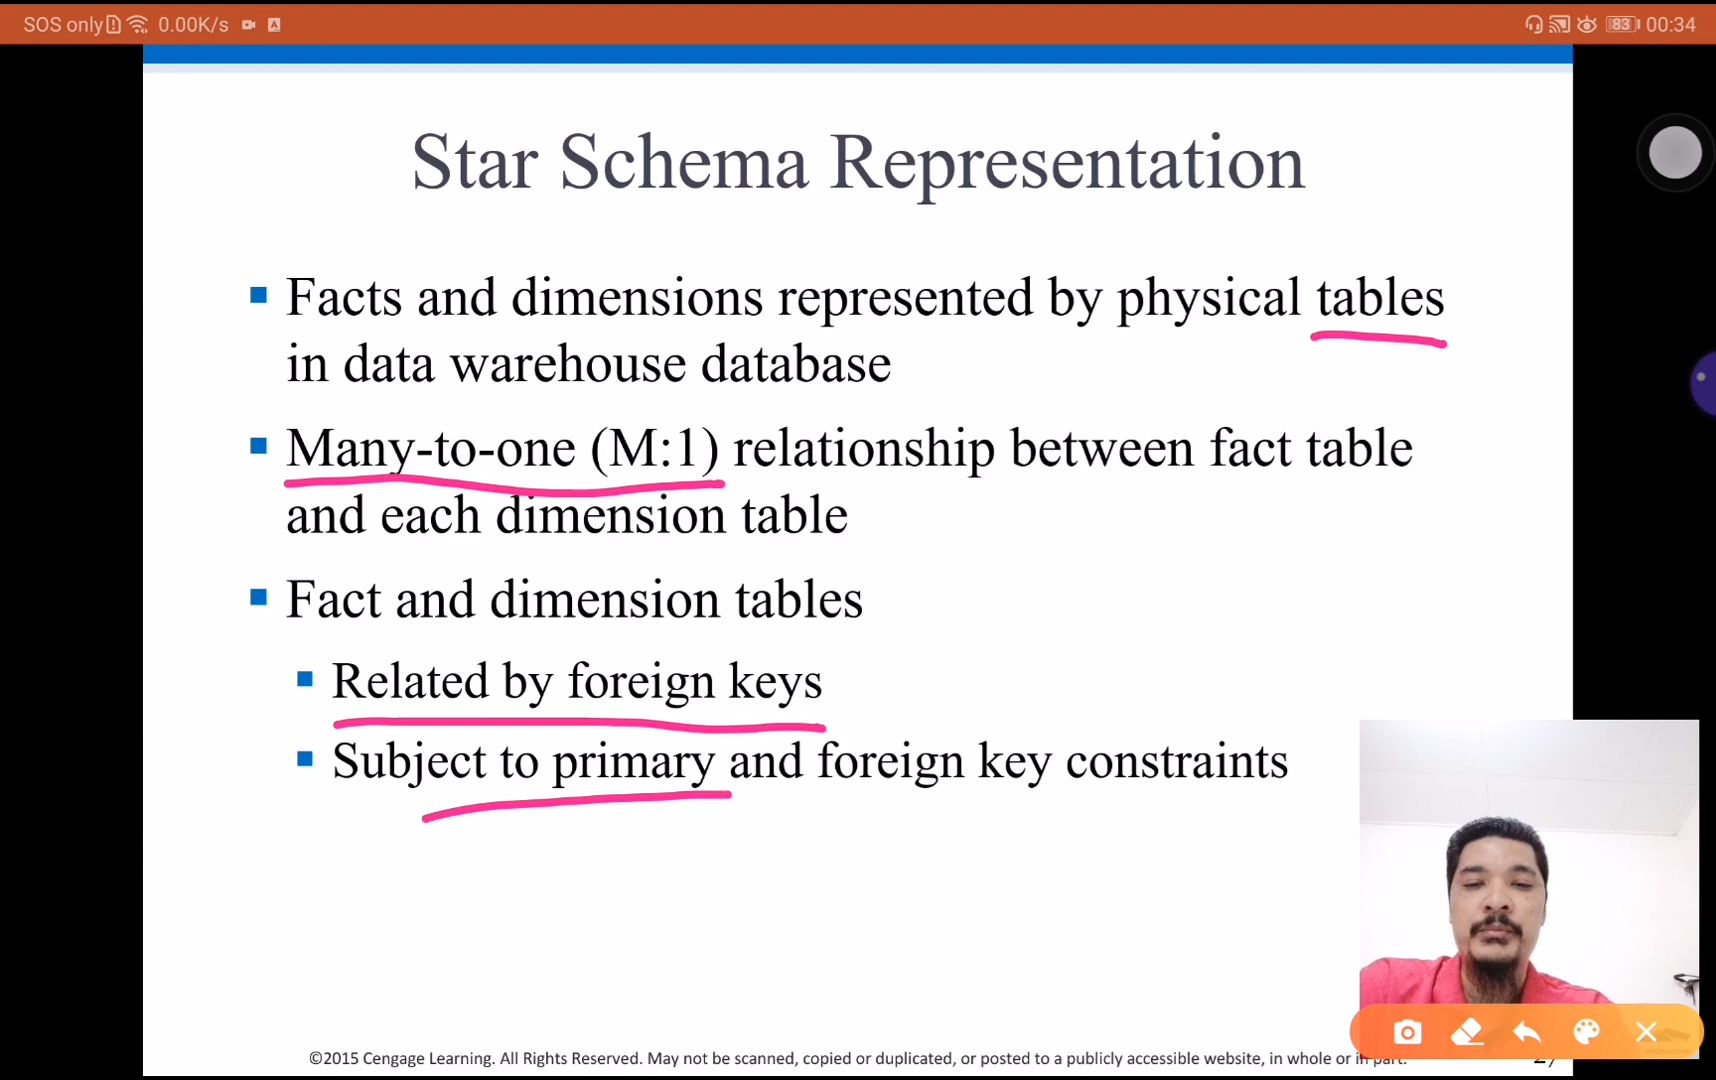 SOS only 0.00K/s 83 00:34
Star Schema Representation
Facts and dimensions represented by physical tables
in data warehouse database
Many-to-one (M:1) relationship between fact table
and each dimension table
Fact and dimension tables
Related by foreign keys
Subject to primary and foreign key constraints
©2015 Cengage Learning. All Rights Reserved. May not be scanned, copied or duplicated, or posted to a publicly accessible website, in whole or in part.